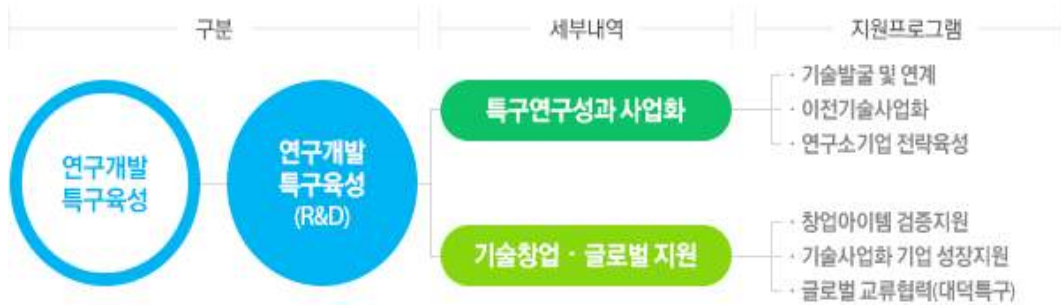 구분
세부내역
지원프로그램
연구개발
특구육성
연구개발
특구육성
(R&D)
특구연구성과 사업화
· 기술발굴 및 연계
· 이전기술사업화
· 연구소기업 전략육성
기술창업 · 글로벌 지원
· 창업아이템 검증지원
· 기술사업화 기업 성장지원
· 글로벌 교류협력(대덕특구)